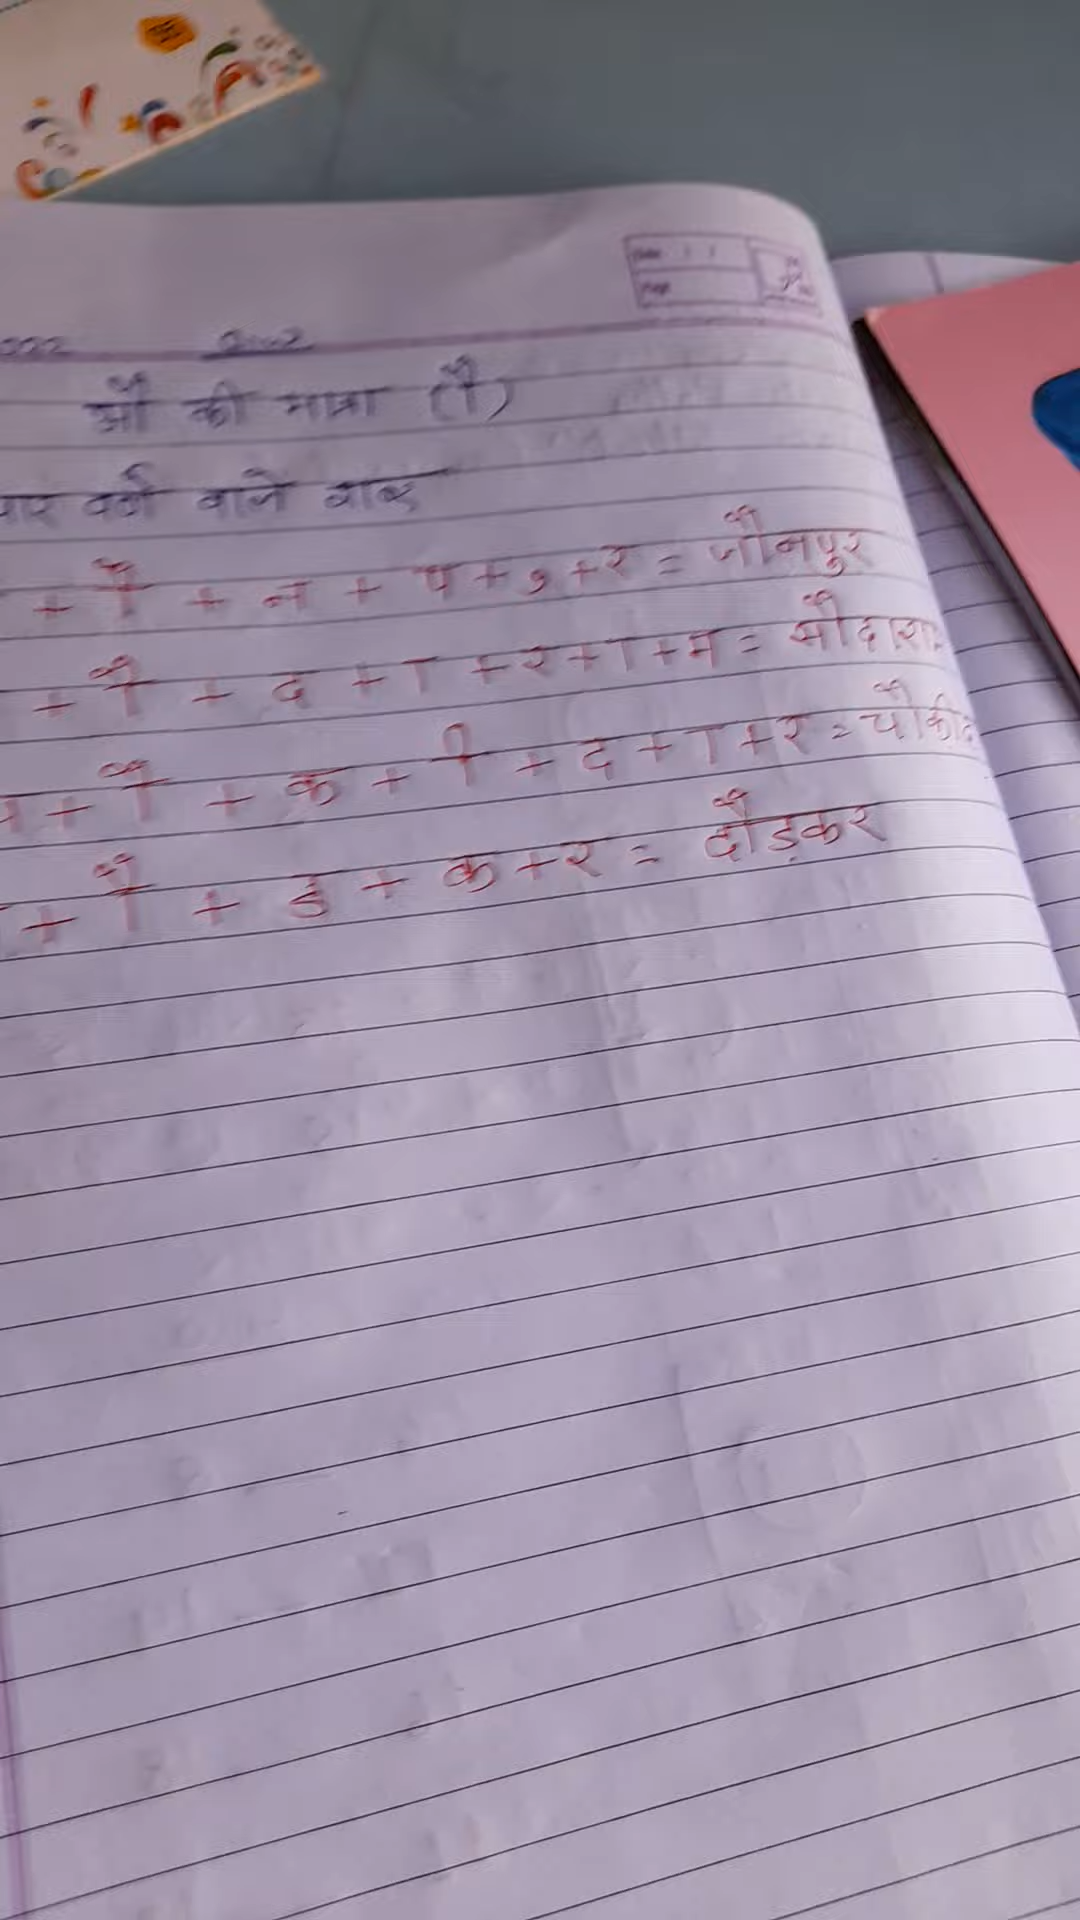 औ की मात्रा (ौ)
चार वर्णो वाले शब्द
+ ौ + न + प + ु + र = जौनपुर
+ ौ + द + ा + र + ा + म =
+ ौ + क + ी + द + ा + र =
+ ौ + ड़ + क + र = दौड़कर